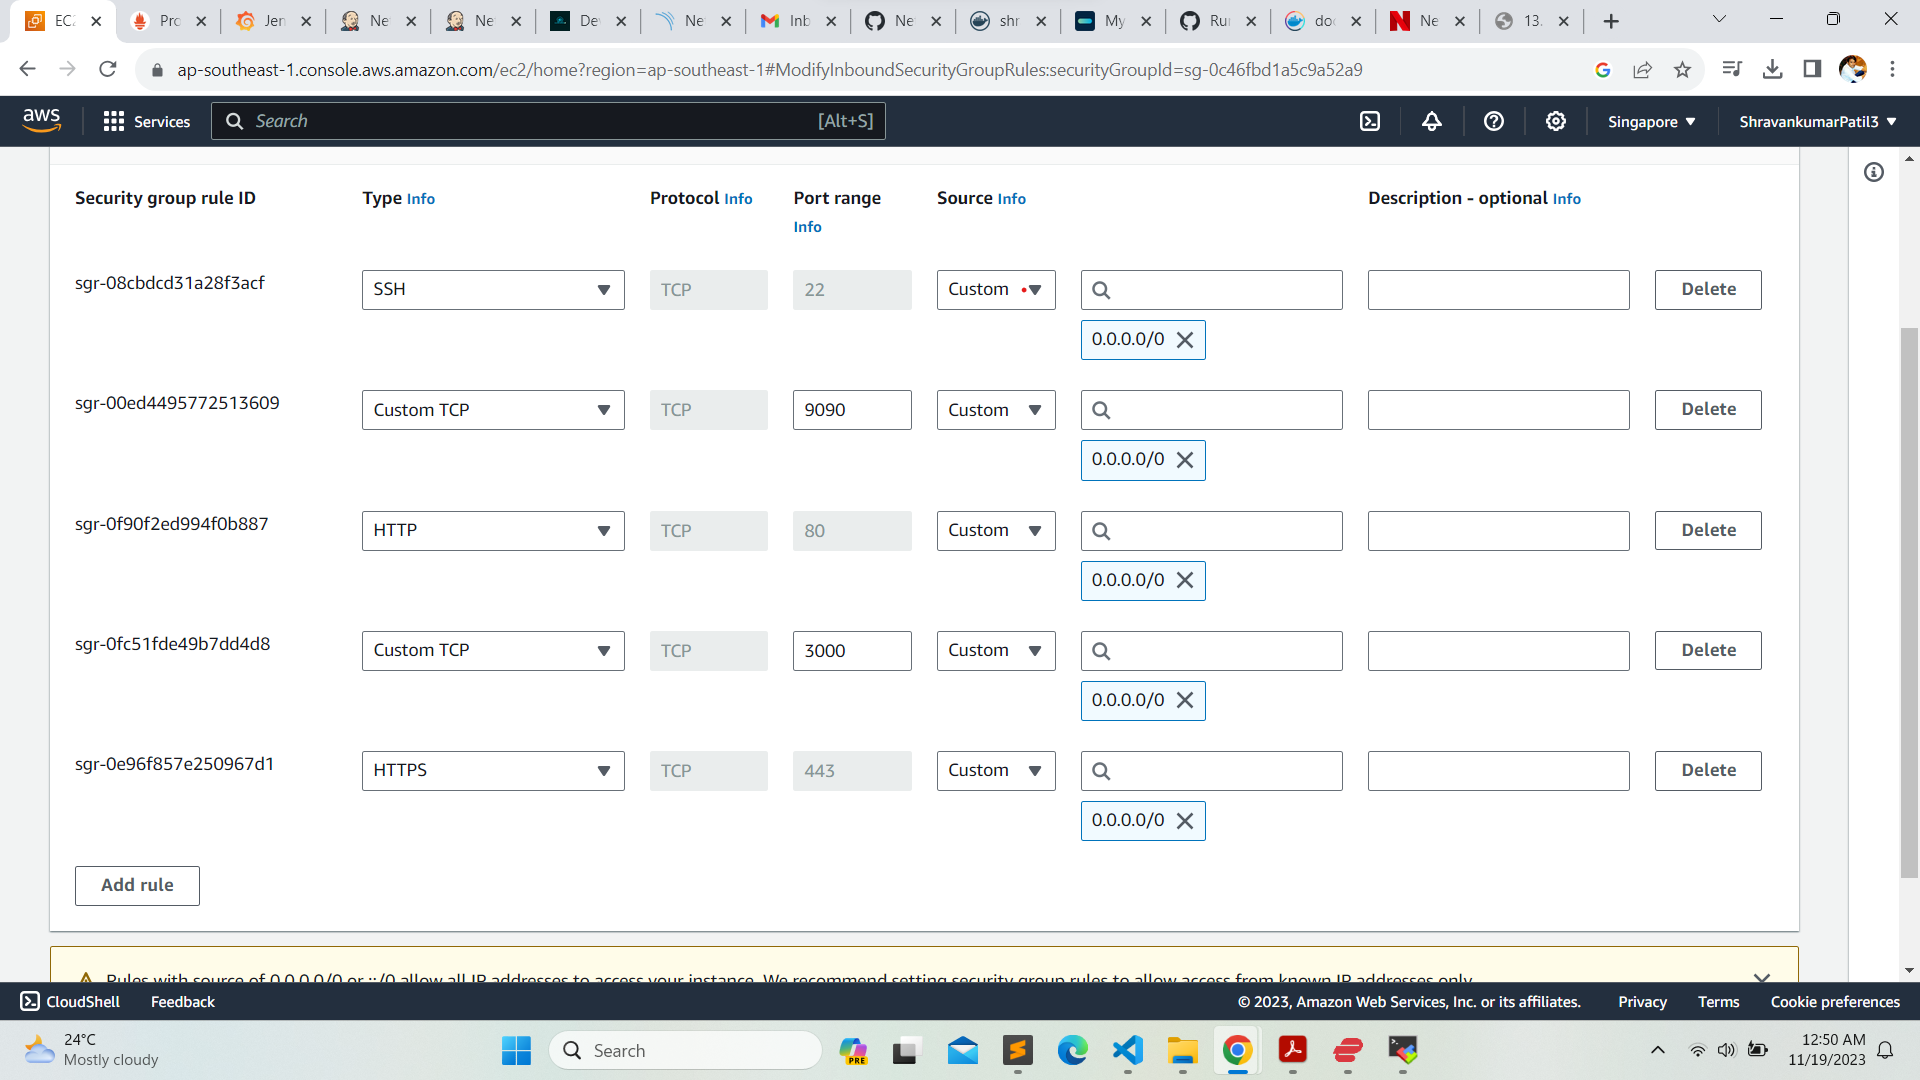 EC2
Pro
Jen
Ne
Ne
Dev
Ne
Inb
Ne
shr
My
Ru
doc
Ne
13.
ap-southeast-1.console.aws.amazon.com/ec2/home?region=ap-southeast-1#ModifyInboundSecurityGroupRules:securityGroupId=sg-0c46fbd1a5c9a52a9
aws
Services
Search
[Alt+S]
Singapore
ShravankumarPatil3
Security group rule ID
Type Info
Protocol Info
Port range
Info
Source Info
Description - optional Info
sgr-08cbdcd31a28f3acf
SSH
TCP
22
Custom
Delete
0.0.0.0/0
sgr-00ed4495772513609
Custom TCP
TCP
9090
Custom
Delete
0.0.0.0/0
sgr-0f90f2ed994f0b887
HTTP
TCP
80
Custom
Delete
0.0.0.0/0
sgr-0fc51fde49b7dd4d8
Custom TCP
TCP
3000
Custom
Delete
0.0.0.0/0
sgr-0e96f857e250967d1
HTTPS
TCP
443
Custom
Delete
0.0.0.0/0
Add rule
Rules with source of 0.0.0.0/0 or ::/0 allow all IP addresses to access your instance. We recommend setting security group rules to allow access from known IP addresses only.
CloudShell
Feedback
© 2023, Amazon Web Services, Inc. or its affiliates.
Privacy
Terms
Cookie preferences
24°C
Mostly cloudy
Search
PRE
12:50 AM
11/19/2023